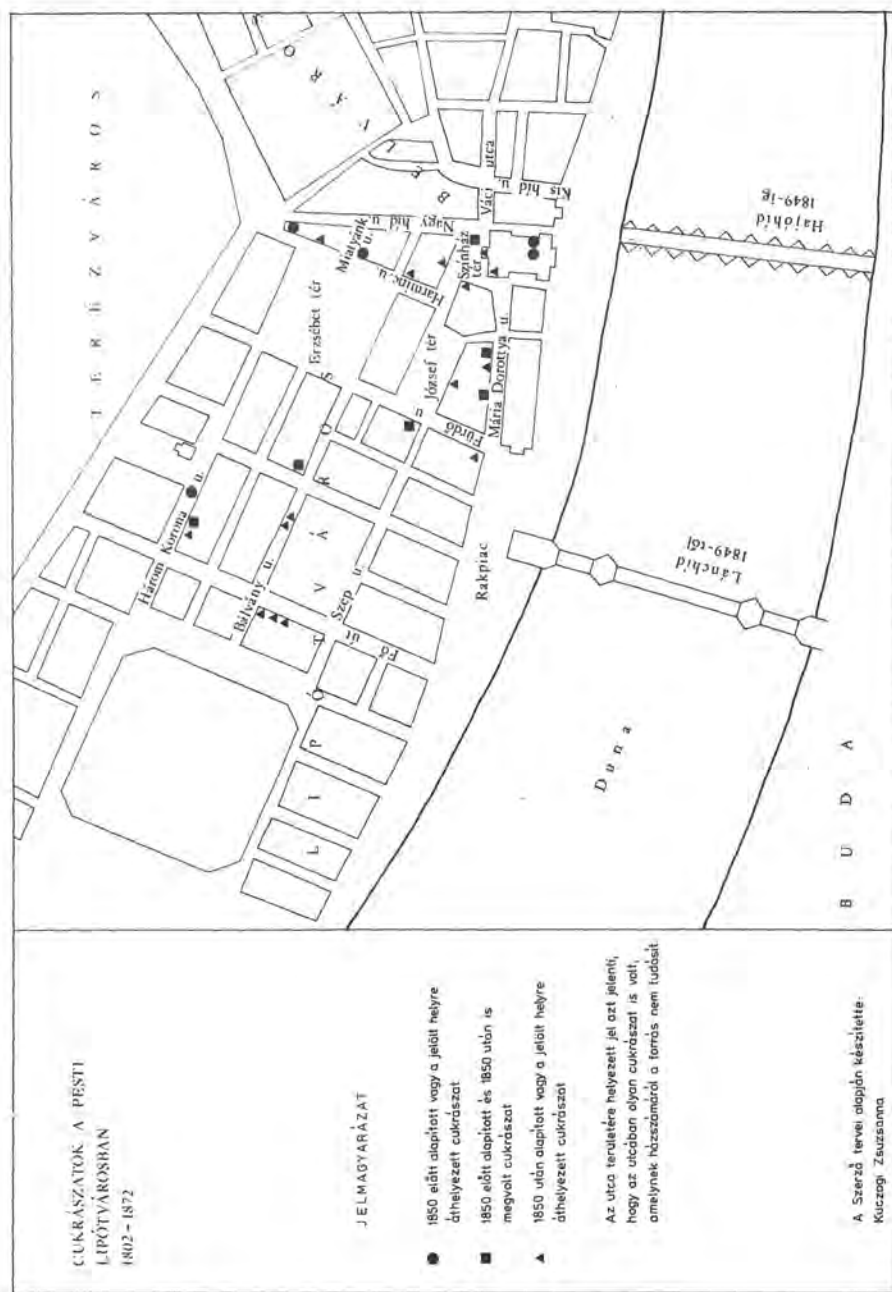 CUKRÁSZATOK A PESTI
LIPÓTVÁROSBAN
1802 – 1872
JELMAGYARÁZAT
1850 előtt alapított vagy a jelölt helyre
áthelyezett cukrászat
1850 előtt alapított és 1850 után is
megvolt cukrászat
1850 után alapított vagy a jelölt helyre
áthelyezett cukrászat
Az utca területére helyezett jel azt jelenti,
hogy az utcában olyan cukrászat is volt,
amelynek házszámáról a forrás nem tudósít.
A Szerző tervei alapján készítette:
Kuczogi Zsuzsanna
TERÉZVÁROS
LIPÓTVÁROS
BELVÁROS
Három Korona u.
Bálvány u.
Szép u.
Fő út
Erzsébet tér
József tér
Fürdő u.
Mária Dorottya u.
Miatyánk u.
Harminc. u.
Nagy híd u.
Színház tér
Váci utca
Kis híd u.
Rakpiac
Hajóhíd
1849-ig
Lánchíd
1849-től
Duna
BUDA